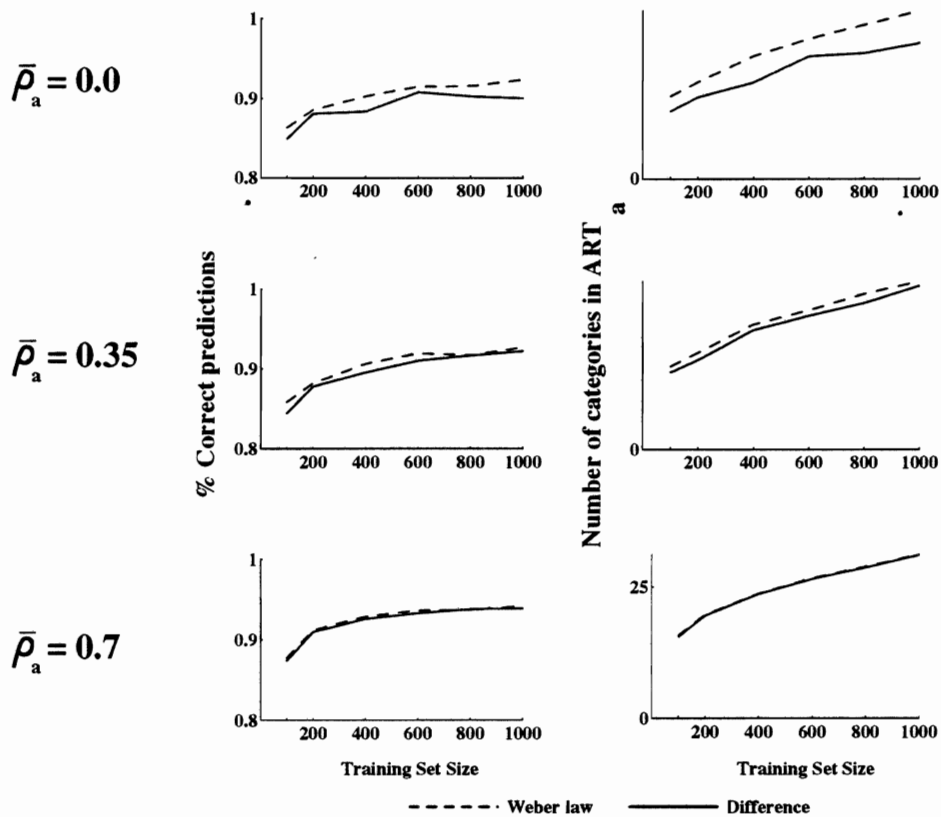 ρ̄a = 0.0
1
0.9
0.8
200 400 600 800 1000
0
200 400 600 800 1000
ρ̄a = 0.35
% Correct predictions
1
0.9
0.8
200 400 600 800 1000
Number of categories in ARTa
0
200 400 600 800 1000
ρ̄a = 0.7
1
0.9
0.8
200 400 600 800 1000
Training Set Size
25
0
200 400 600 800 1000
Training Set Size
Weber law
Difference